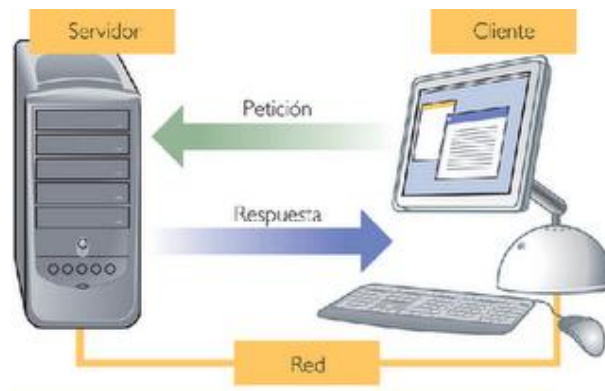 Servidor
Cliente
Petición
Respuesta
Red